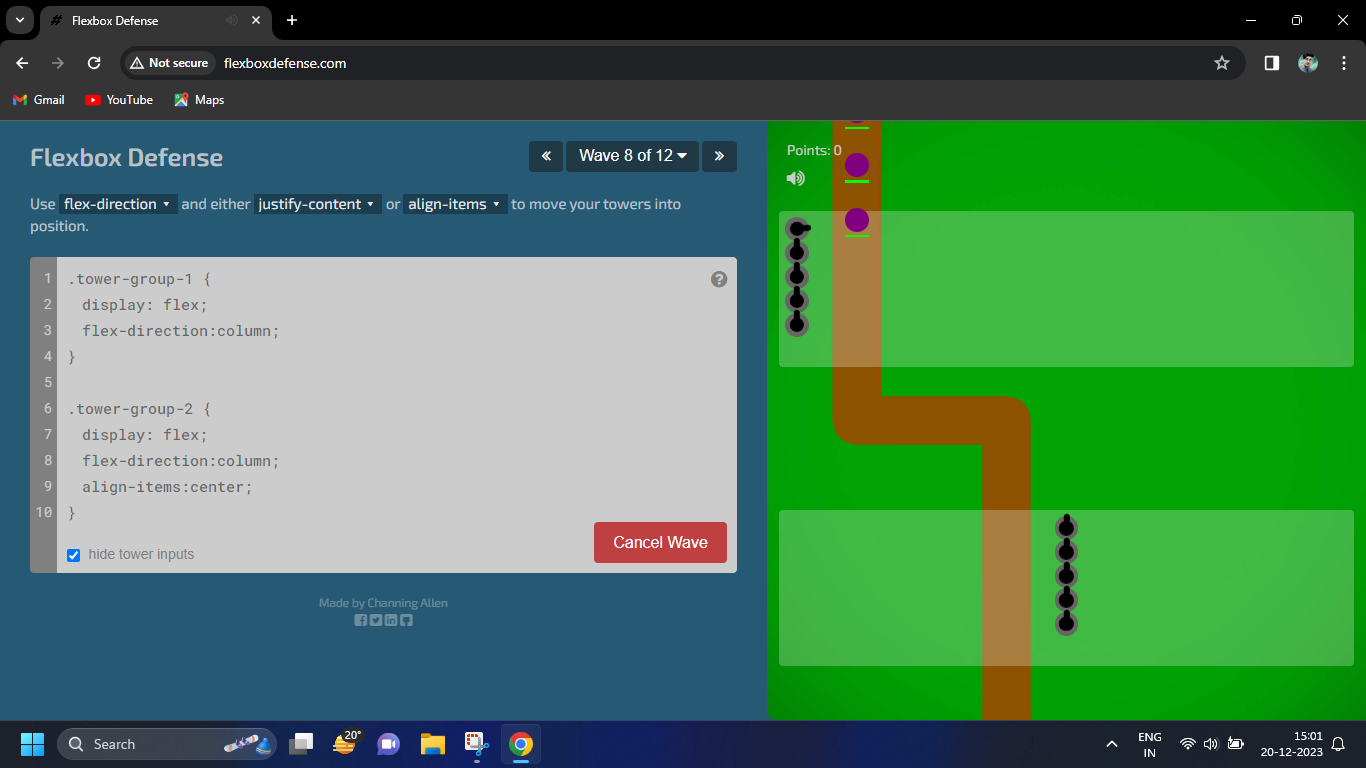 Flexbox Defense
Not secure flexboxdefense.com
Gmail YouTube Maps
Flexbox Defense
« Wave 8 of 12 »
Use flex-direction and either justify-content or align-items to move your towers into
position.
1 .tower-group-1 {
2 display: flex;
3 flex-direction:column;
4 }
5
6 .tower-group-2 {
7 display: flex;
8 flex-direction:column;
9 align-items:center;
10 }
?
hide tower inputs
Cancel Wave
Made by Channing Allen
Points: 0
Search
20°
ENG
IN
15:01
20-12-2023